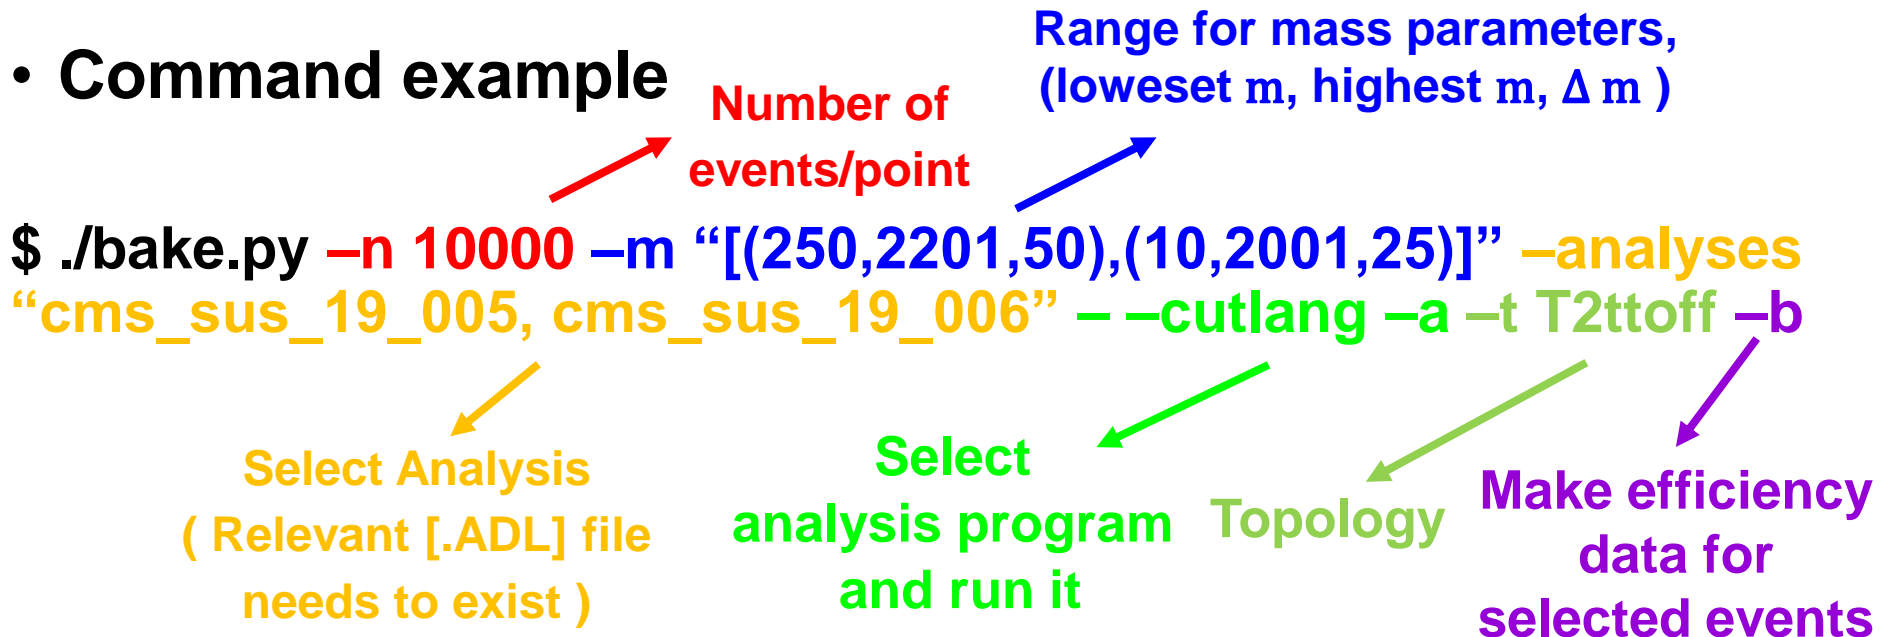 • Command example
Range for mass parameters,
(loweset m, highest m, Δ m )
Number of
events/point
$ ./bake.py –n 10000 –m “[(250,2201,50),(10,2001,25)]” –analyses
“cms_sus_19_005, cms_sus_19_006” – –cutlang –a –t T2ttoff –b
Select Analysis
( Relevant [.ADL] file
needs to exist )
Select
analysis program
and run it
Topology
Make efficiency
data for
selected events